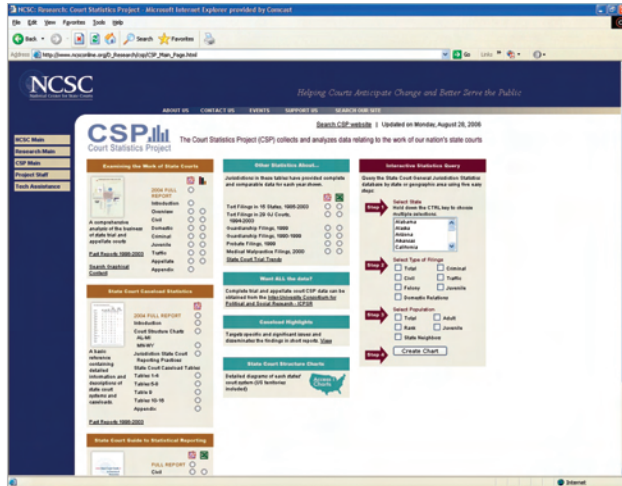 NCSC: Research: Court Statistics Project - Microsoft Internet Explorer provided by Comcast
File Edit View Favorites Tools Help
Back Search Favorites
Address http://www.ncsconline.org/D_Research/csp/CSP_Main_Page.html Go Links
NCSC
National Center for State Courts
Helping Courts Anticipate Change and Better Serve the Public
ABOUT US CONTACT US EVENTS SUPPORT US SEARCH OUR SITE
NCSC Main
Research Main
CSP Main
Project Staff
Tech Assistance
Search CSP website | Updated on Monday, August 28, 2006
CSP
Court Statistics Project
The Court Statistics Project (CSP) collects and analyzes data relating to the work of our nation's state courts
Examining the Work of State Courts
2004 FULL
REPORT
Introduction
Overview
Civil
Domestic
Criminal
Juvenile
Traffic
Appellate
Appendix
A comprehensive
analysis of the business
of state trial and
appellate courts
Past Reports 1988-2003
Search Analytical
Content
State Court Caseload Statistics
2004 FULL REPORT
Introduction
Court Structure Charts
AL-MI
MN-WY
Jurisdiction State Court
Reporting Practices
State Court Caseload Tables
Tables 1-4
Tables 5-8
Table 9
Tables 10-16
Appendix
A basic
reference
containing
detailed
information and
descriptions of
state court
systems and
caseloads.
Past Reports 1988-2003
State Court Guide to Statistical Reporting
FULL REPORT
Civil
Other Statistics About...
Jurisdictions in these tables have provided complete
and comparable data for each year shown.
Tort Filings in 15 States, 1985-2003
Guardianship Filings, 1999
Guardianship Filings, 1990-1998
Probate Filings, 1999
Medical Malpractice Filings, 2000
State Court Trial Trends
Want ALL the data?
Complete trial and appellate court CSP data can be
obtained from the Inter-University Consortium for
Political and Social Research - ICPSR
Caseload Highlights
Targets specific and significant issues and
disseminates the findings in short reports. View
State Court Structure Charts
Detailed diagrams of each states'
court system (US territories
included)
Access
Charts
Interactive Statistics Query
Query the State Court General Jurisdiction Statistics
database by state or geographic area using five easy
steps:
Step 1 Select State
Hold down the CTRL key to choose
multiple selections.
Alabama
Alaska
Arizona
Arkansas
California
Step 2 Select Type of Filings
Total Criminal
Civil Traffic
Felony Juvenile
Domestic Relations
Step 3 Select Population
Total Adult
Rank Juvenile
State Neighbors
Step 4 Create Chart
Internet